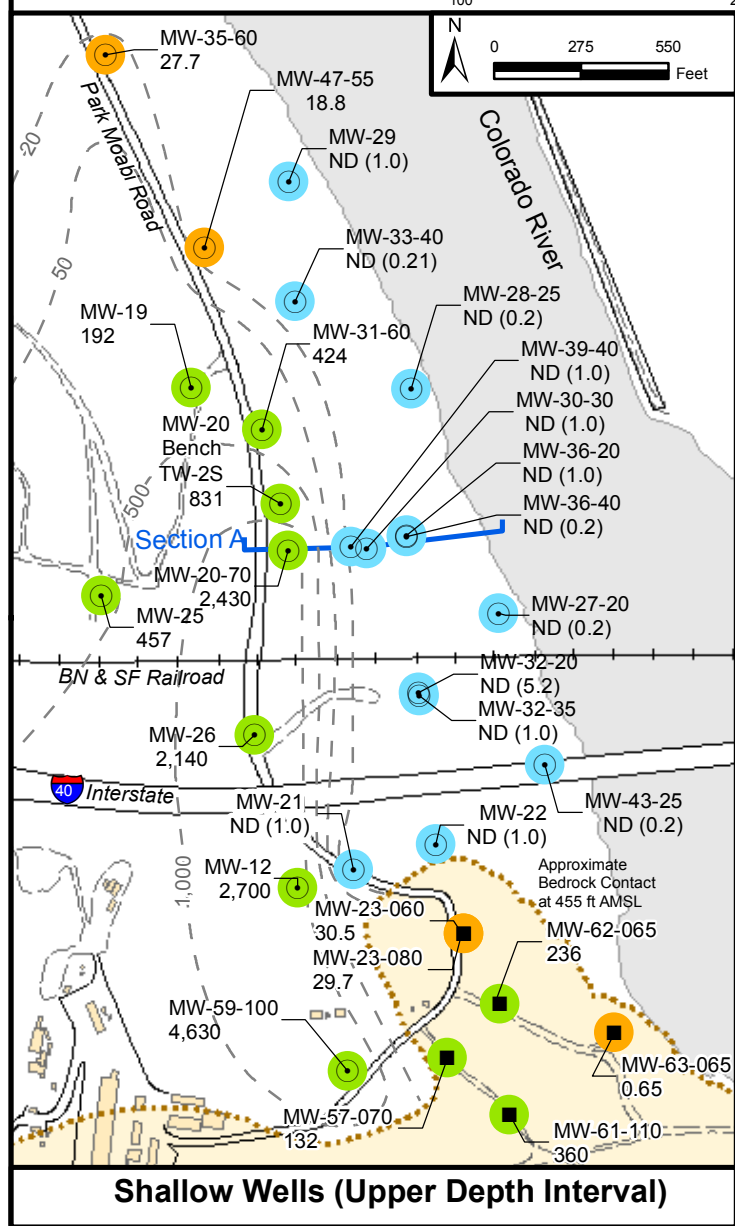 100
2
N
0 275 550
Feet
MW-35-60
27.7
MW-47-55
18.8
MW-29
ND (1.0)
Colorado River
20
Park Moabi Road
MW-33-40
ND (0.21)
50
MW-28-25
ND (0.2)
MW-19
192
MW-31-60
424
MW-39-40
ND (1.0)
MW-30-30
ND (1.0)
MW-20
Bench
TW-2S
831
MW-36-20
ND (1.0)
MW-36-40
ND (0.2)
500
Section A
MW-20-70
2,430
MW-25
457
MW-27-20
ND (0.2)
BN & SF Railroad
MW-32-20
ND (5.2)
MW-32-35
ND (1.0)
MW-26
2,140
40
Interstate
MW-21
ND (1.0)
MW-22
ND (1.0)
MW-43-25
ND (0.2)
1,000
MW-12
2,700
Approximate
Bedrock Contact
at 455 ft AMSL
MW-23-060
30.5
MW-23-080
29.7
MW-62-065
236
MW-59-100
4,630
MW-63-065
0.65
MW-57-070
132
MW-61-110
360
Shallow Wells (Upper Depth Interval)